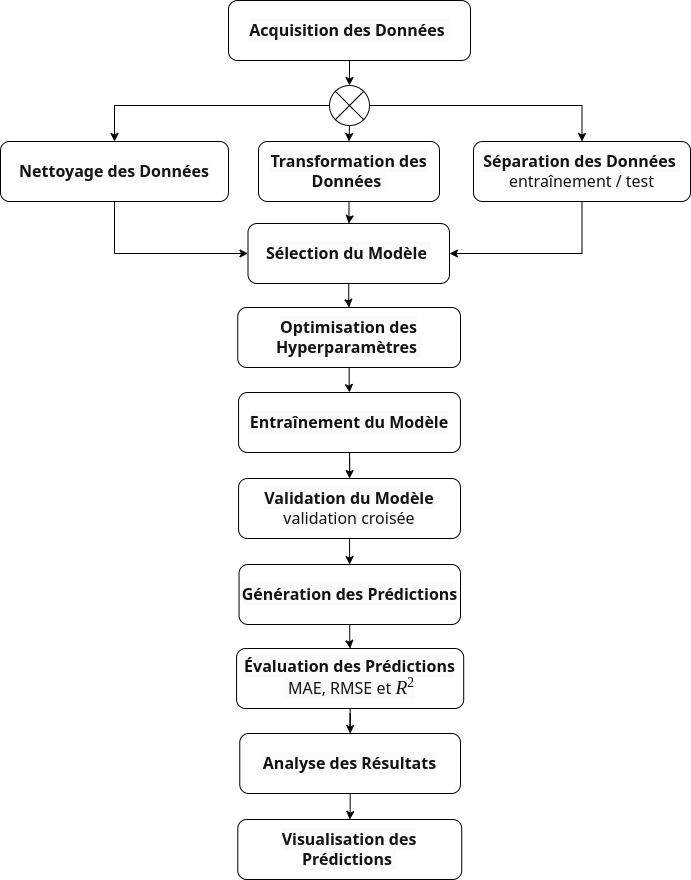 Acquisition des Données
Nettoyage des Données
Transformation des
Données
Séparation des Données
entraînement / test
Sélection du Modèle
Optimisation des
Hyperparamètres
Entraînement du Modèle
Validation du Modèle
validation croisée
Génération des Prédictions
Évaluation des Prédictions
MAE, RMSE et R²
Analyse des Résultats
Visualisation des
Prédictions